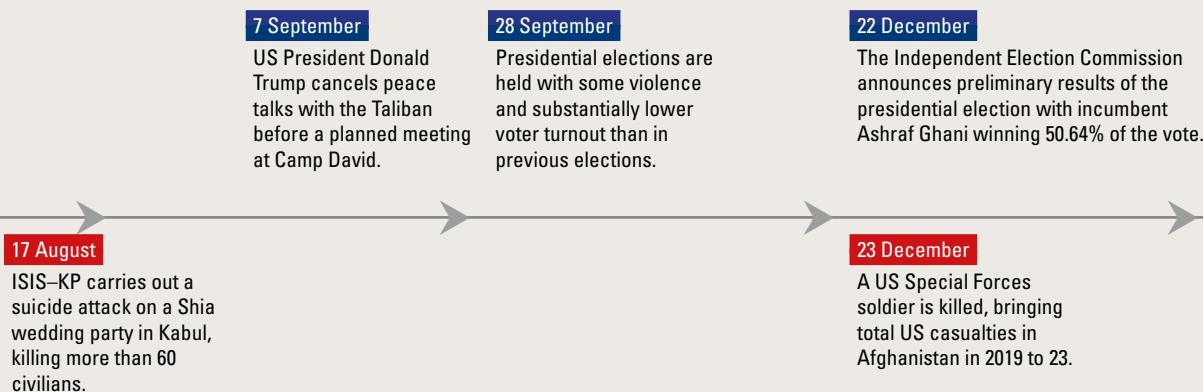 7 September
US President Donald
Trump cancels peace
talks with the Taliban
before a planned meeting
at Camp David.
28 September
Presidential elections are
held with some violence
and substantially lower
voter turnout than in
previous elections.
22 December
The Independent Election Commission
announces preliminary results of the
presidential election with incumbent
Ashraf Ghani winning 50.64% of the vote.
17 August
ISIS–KP carries out a
suicide attack on a Shia
wedding party in Kabul,
killing more than 60
civilians.
23 December
A US Special Forces
soldier is killed, bringing
total US casualties in
Afghanistan in 2019 to 23.